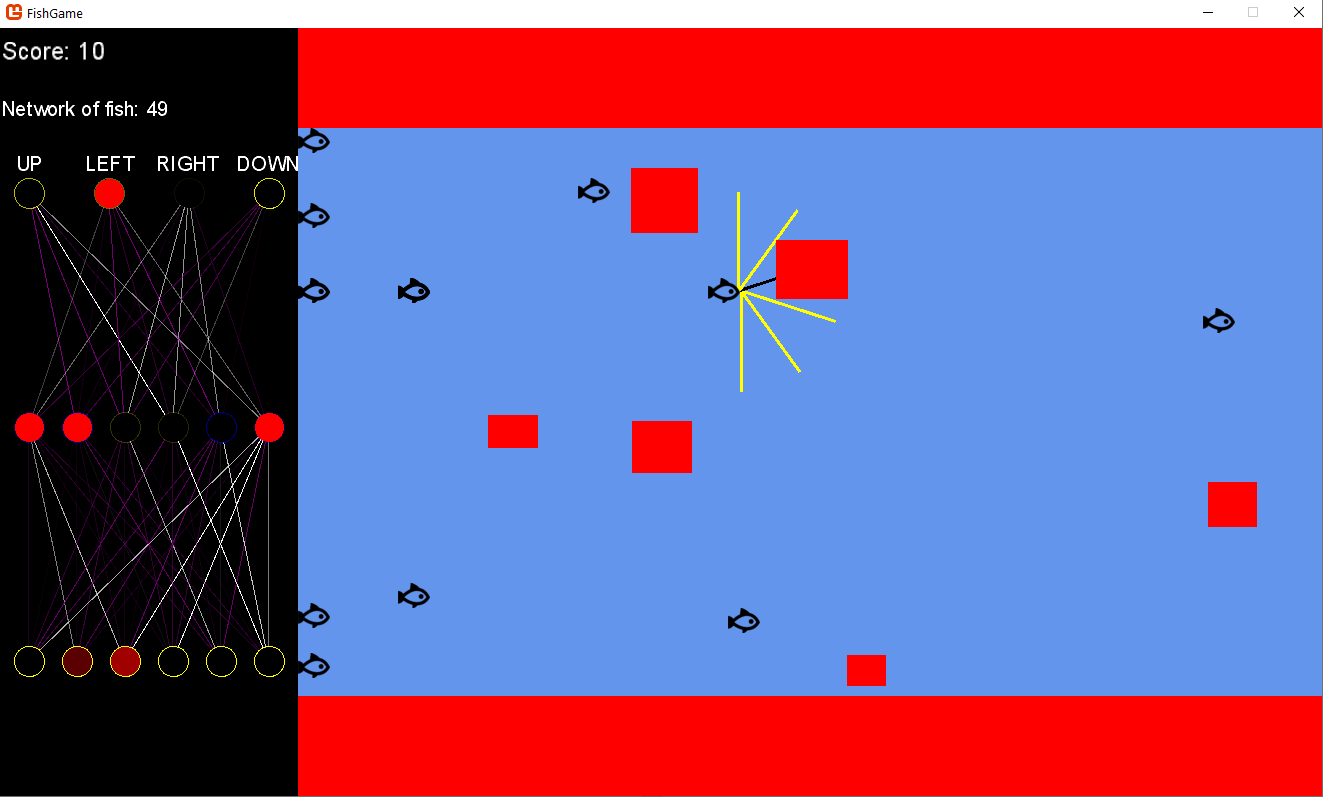 FishGame
Score: 10
Network of fish: 49
UP LEFT RIGHT DOWN